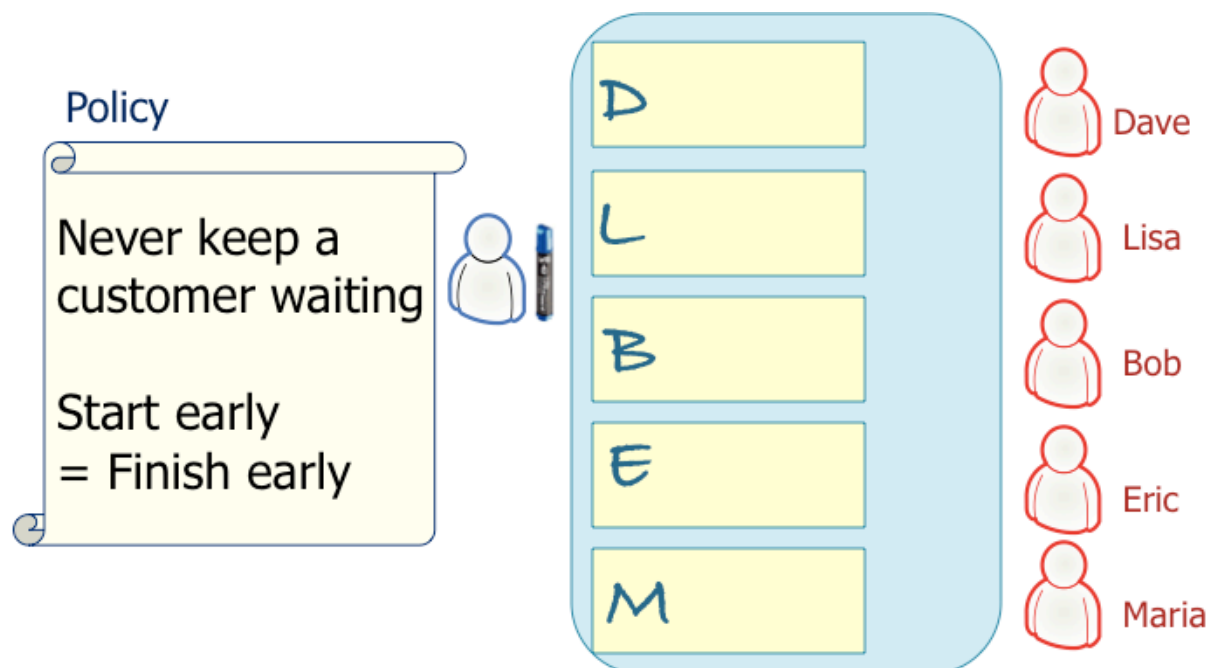 Policy
Never keep a
customer waiting
Start early
= Finish early
D
Dave
L
Lisa
B
Bob
E
Eric
M
Maria